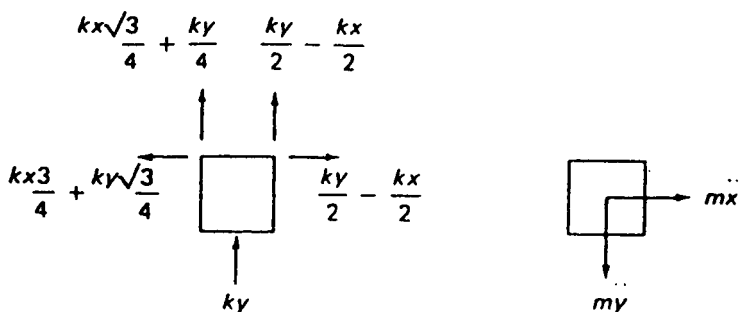 kx√3/4 + ky/4
ky/2 − kx/2
kx3/4 + ky√3/4
ky/2 − kx/2
mẍ
ky
mÿ